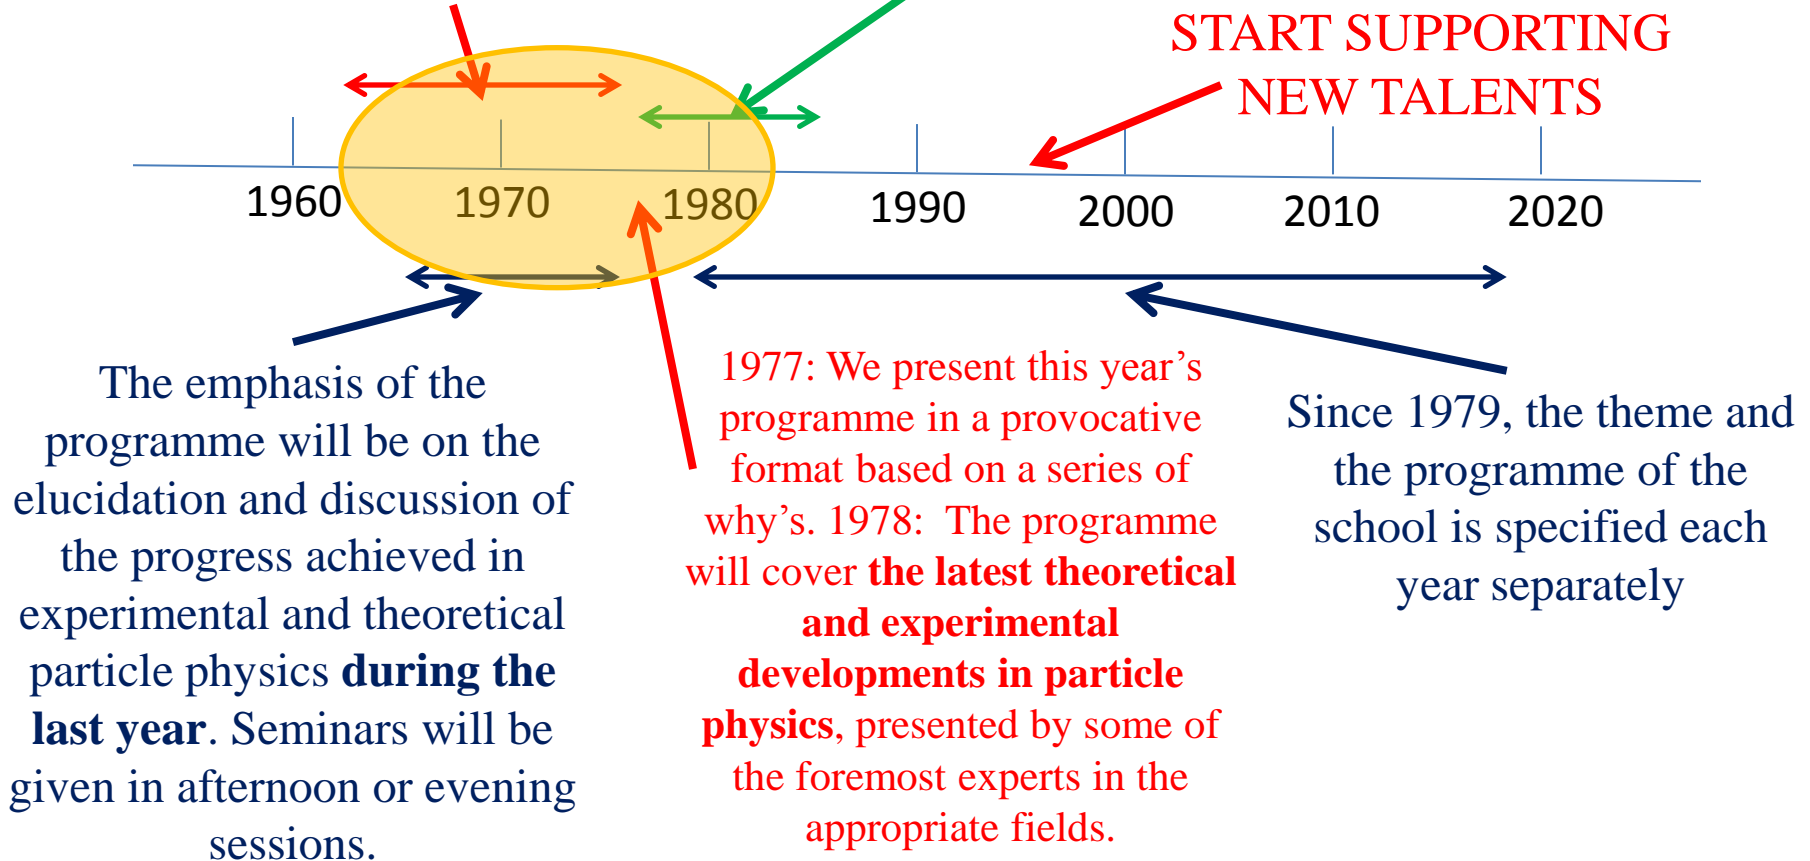 START SUPPORTING
NEW TALENTS
1960
1970
1980
1990
2000
2010
2020
The emphasis of the
programme will be on the
elucidation and discussion of
the progress achieved in
experimental and theoretical
particle physics during the
last year. Seminars will be
given in afternoon or evening
sessions.
1977: We present this year’s
programme in a provocative
format based on a series of
why's. 1978:  The programme
will cover the latest theoretical
and experimental
developments in particle
physics, presented by some of
the foremost experts in the
appropriate fields.
Since 1979, the theme and
the programme of the
school is specified each
year separately